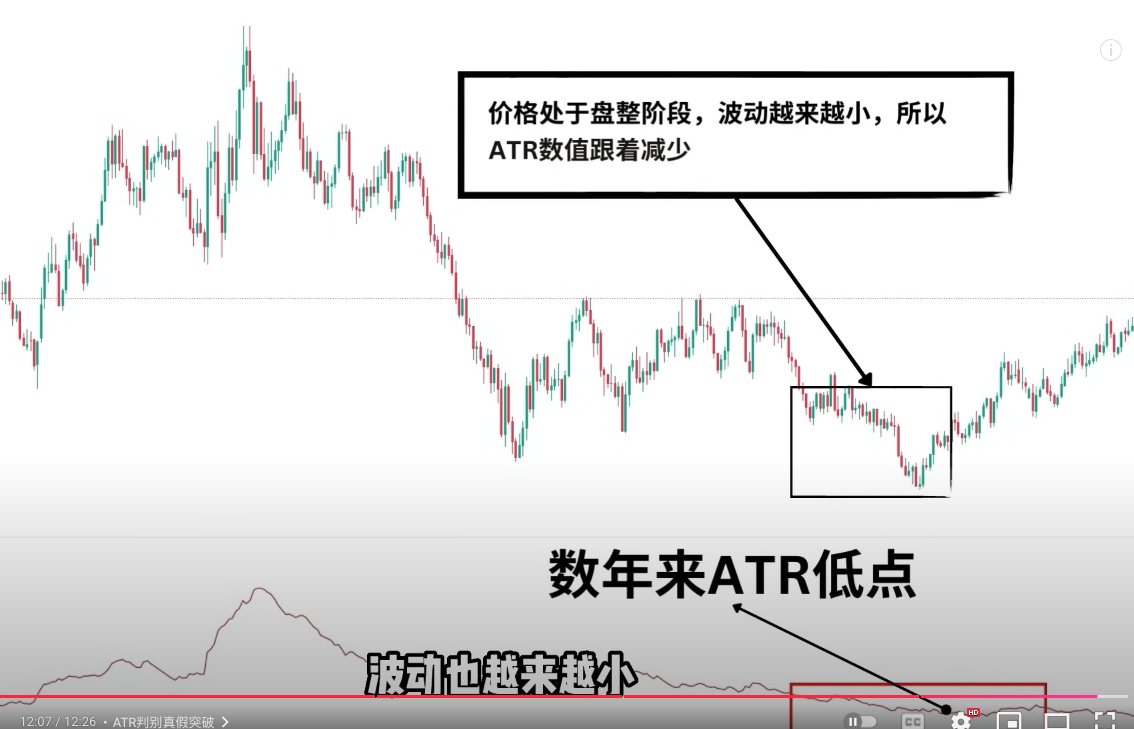 价格处于盘整阶段，波动越来越小，所以
ATR数值跟着减少
数年来ATR低点
波动也越来越小
12:07 / 12:26 • ATR判别真假突破
CC
HD